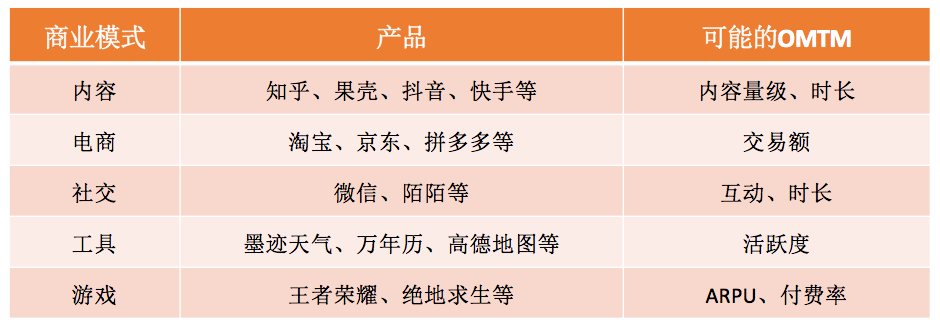 商业模式 产品 可能的OMTM
内容 知乎、果壳、抖音、快手等 内容量级、时长
电商 淘宝、京东、拼多多等 交易额
社交 微信、陌陌等 互动、时长
工具 墨迹天气、万年历、高德地图等 活跃度
游戏 王者荣耀、绝地求生等 ARPU、付费率